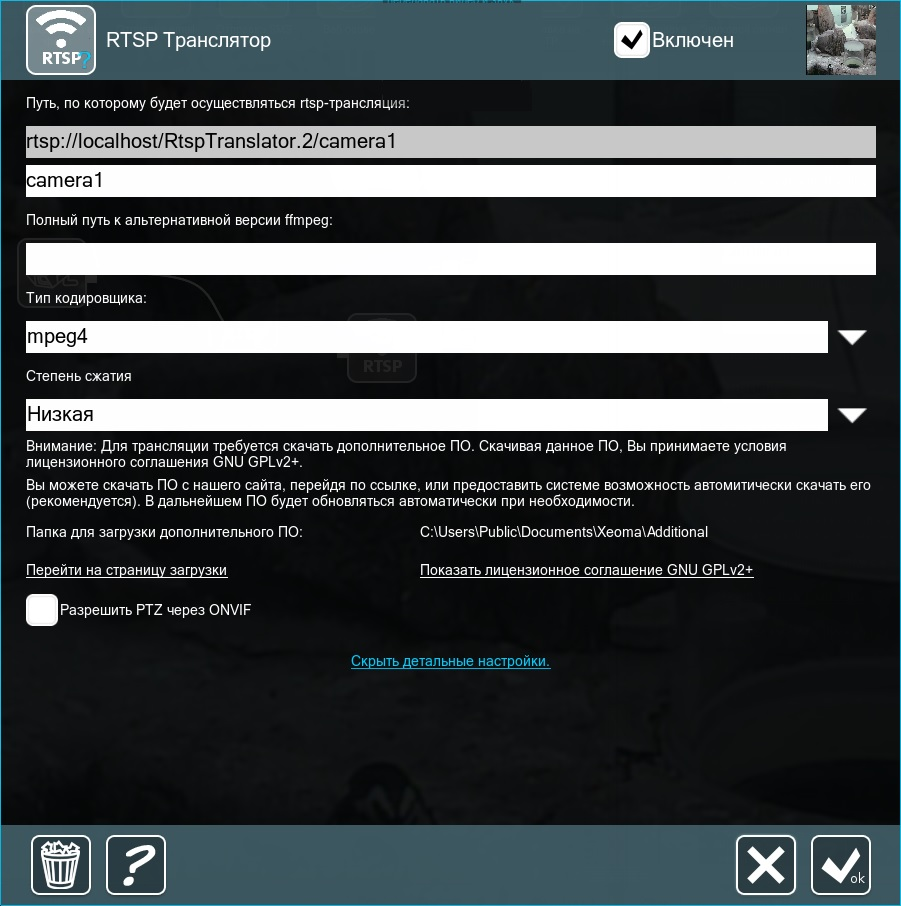 RTSP?
RTSP Транслятор
Включен
Путь, по которому будет осуществляться rtsp-трансляция:
rtsp://localhost/RtspTranslator.2/camera1
camera1
Полный путь к альтернативной версии ffmpeg:
Тип кодировщика:
mpeg4
RTSP
Степень сжатия
Низкая
Внимание: Для трансляции требуется скачать дополнительное ПО. Скачивая данное ПО, Вы принимаете условия
лицензионного соглашения GNU GPLv2+.
Вы можете скачать ПО с нашего сайта, перейдя по ссылке, или предоставить системе возможность автомитически скачать его
(рекомендуется). В дальнейшем ПО будет обновляться автоматически при необходимости.
Папка для загрузки дополнительного ПО: C:\Users\Public\Documents\Xeoma\Additional
Перейти на страницу загрузки Показать лицензионное соглашение GNU GPLv2+
Разрешить PTZ через ONVIF
Скрыть детальные настройки.
?
ok